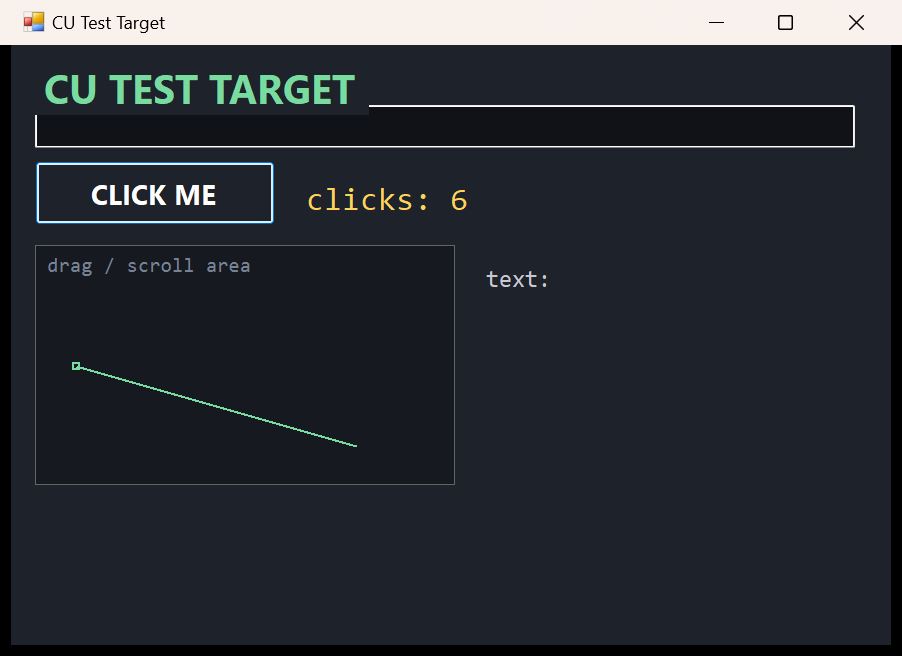 CU Test Target
CU TEST TARGET
CLICK ME
clicks: 6
drag / scroll area
text: